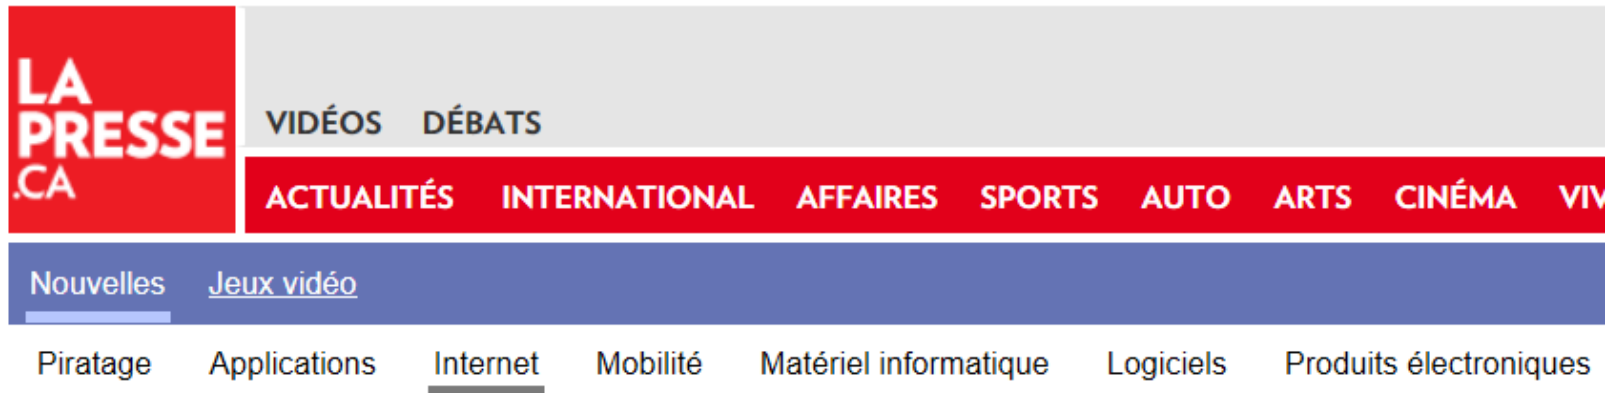 LA
PRESSE
.CA
VIDÉOS DÉBATS
ACTUALITÉS INTERNATIONAL AFFAIRES SPORTS AUTO ARTS CINÉMA
Nouvelles Jeux vidéo
Piratage Applications Internet Mobilité Matériel informatique Logiciels Produits électroniques